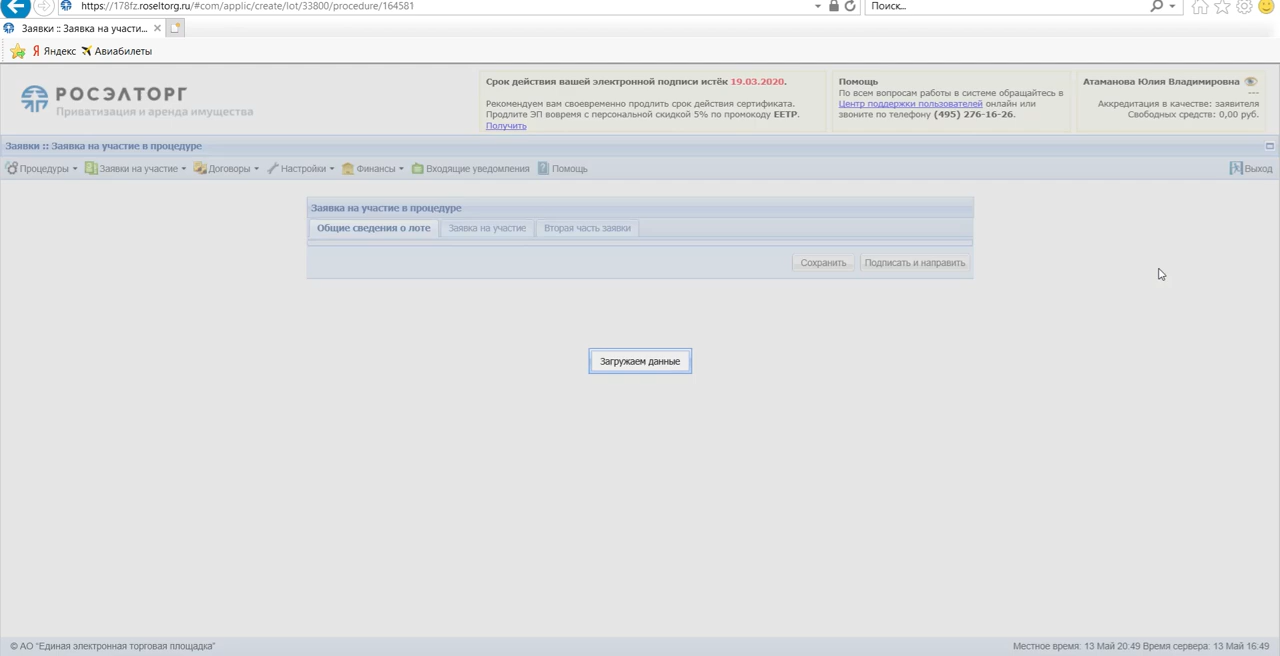 https://178fz.roseltorg.ru/#com/applic/create/lot/33800/procedure/164581
Поиск...
Заявки :: Заявка на участи...
Яндекс
Авиабилеты
РОСЭЛТОРГ
Приватизация и аренда имущества
Срок действия вашей электронной подписи истёк 19.03.2020.
Рекомендуем вам своевременно продлить срок действия сертификата.
Продлите ЭП вовремя с персональной скидкой 5% по промокоду EETP.
Получить
Помощь
По всем вопросам работы в системе обращайтесь в
Центр поддержки пользователей онлайн или
звоните по телефону (495) 276-16-26.
Атаманова Юлия Владимировна
---
Аккредитация в качестве: заявителя
Свободных средств: 0,00 руб.
Заявки :: Заявка на участие в процедуре
Процедуры
Заявки на участие
Договоры
Настройки
Финансы
Входящие уведомления
Помощь
Выход
Заявка на участие в процедуре
Общие сведения о лоте
Заявка на участие
Вторая часть заявки
Сохранить
Подписать и направить
Загружаем данные
© АО "Единая электронная торговая площадка"
Местное время: 13 Май 20:49 Время сервера: 13 Май 16:49